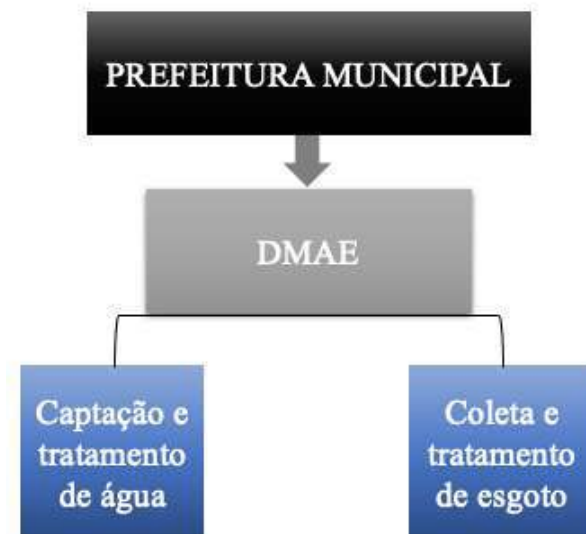 PREFEITURA MUNICIPAL
DMAE
Captação e
tratamento
de água
Coleta e
tratamento
de esgoto